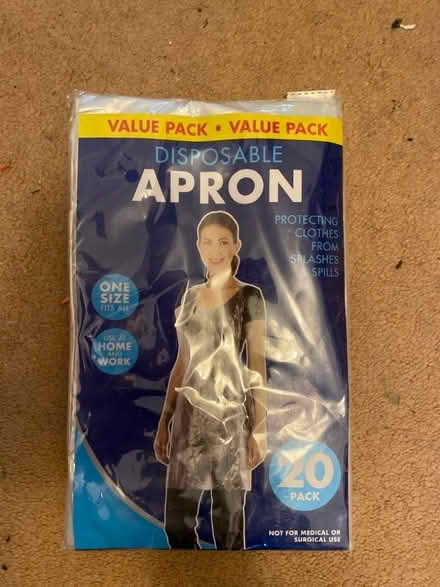 VALUE PACK • VALUE PACK
DISPOSABLE
APRON
PROTECTING
CLOTHES
FROM
SPLASHES
SPILLS
ONE
SIZE
FITS ALL
USE AT
HOME
AND
WORK
20
-PACK
NOT FOR MEDICAL OR
SURGICAL USE